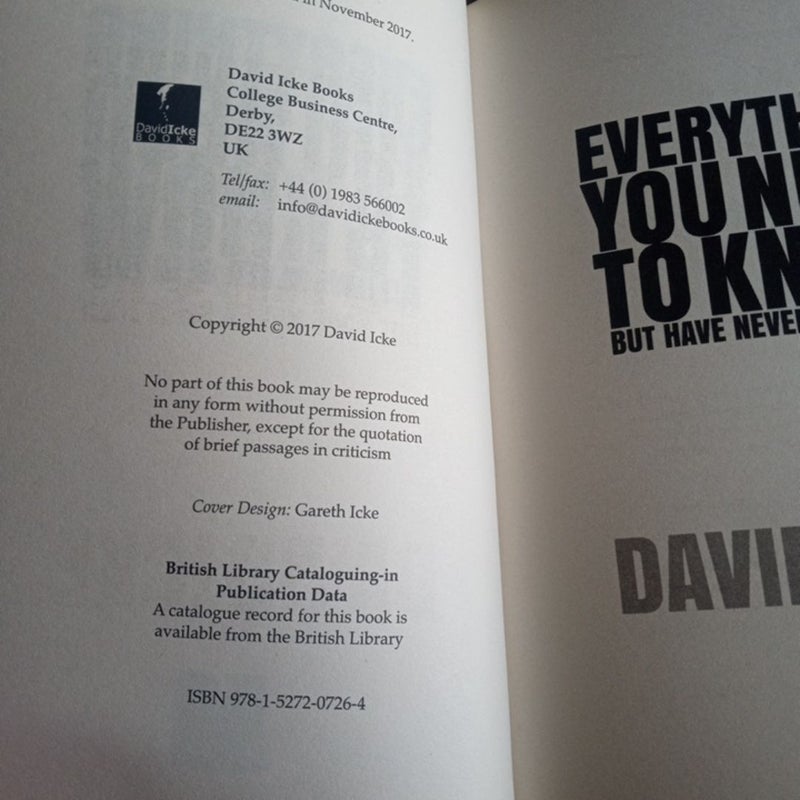 in November 2017.
David Icke Books
College Business Centre,
Derby,
DE22 3WZ
UK
DavidIcke
BOOKS
Tel/fax: +44 (0) 1983 566002
email: info@davidickebooks.co.uk
Copyright © 2017 David Icke
No part of this book may be reproduced
in any form without permission from
the Publisher, except for the quotation
of brief passages in criticism
Cover Design: Gareth Icke
British Library Cataloguing-in
Publication Data
A catalogue record for this book is
available from the British Library
ISBN 978-1-5272-0726-4
EVERYTH
YOU N
TO KN
BUT HAVE NEVE
DAVI